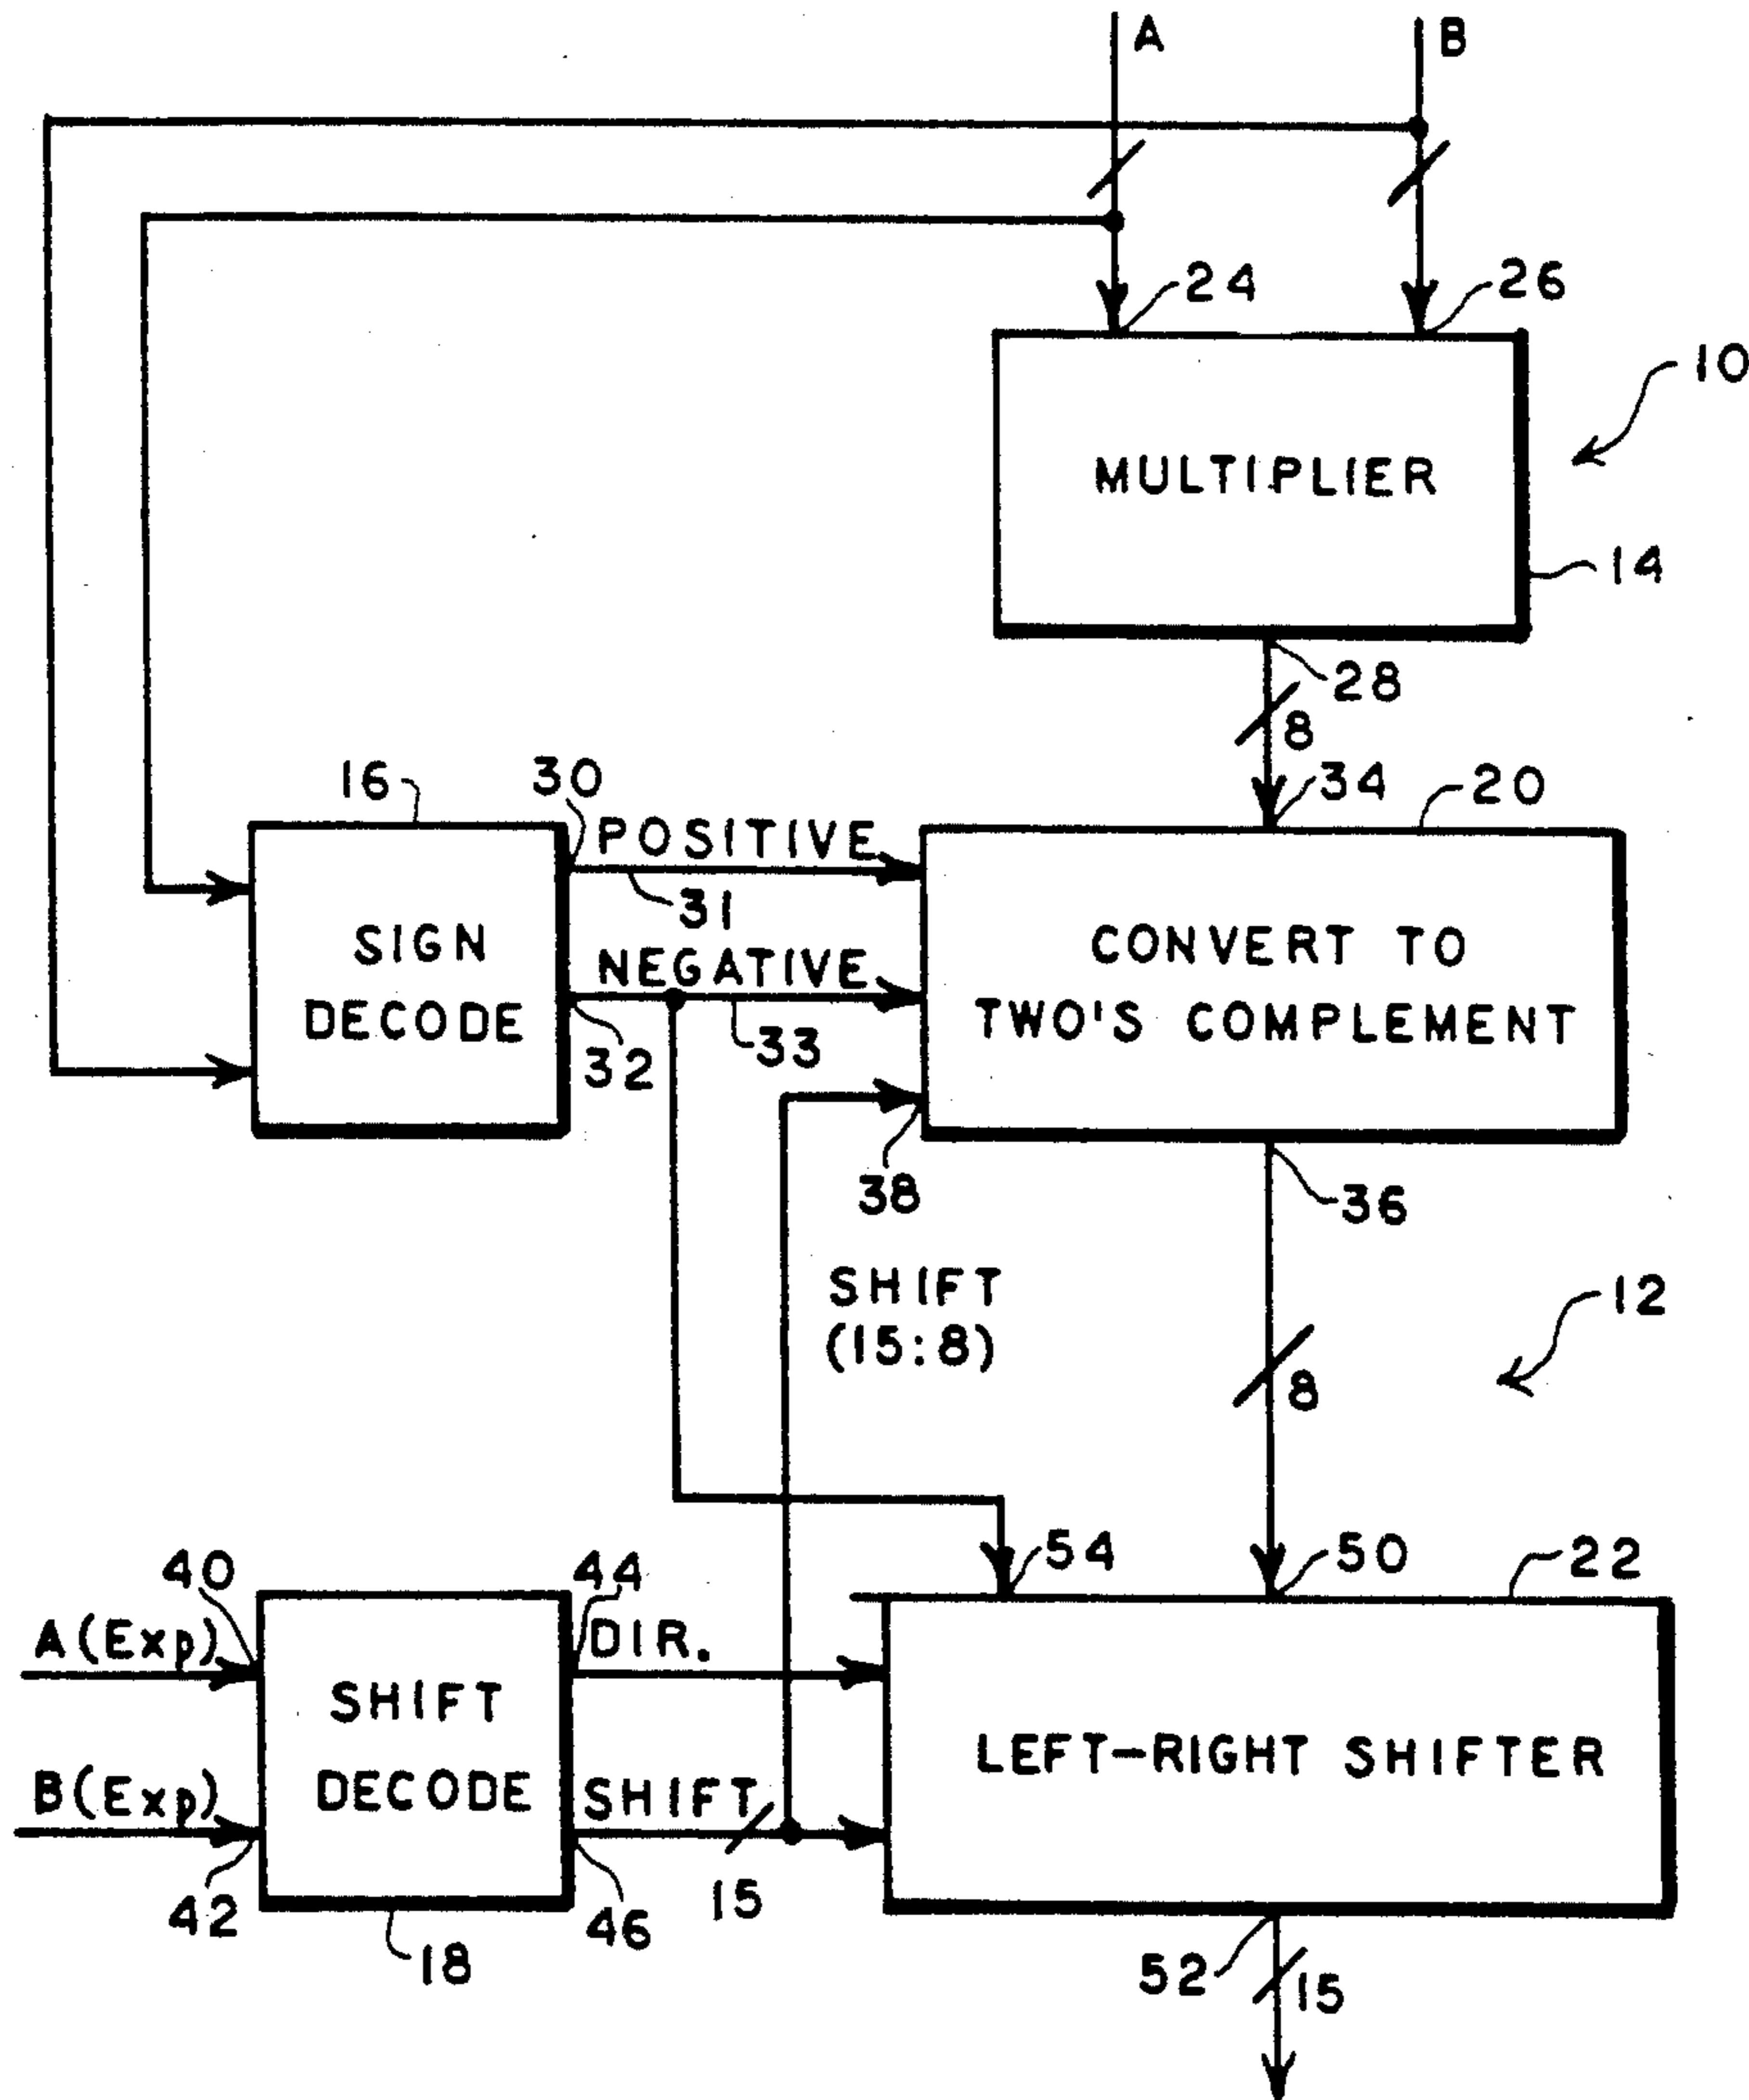 A
B
24
26
10
MULTIPLIER
14
28
8
16
30
34
20
POSITIVE
31
SIGN
DECODE
NEGATIVE
32
33
CONVERT TO
TWO'S COMPLEMENT
38
36
SHIFT
(15:8)
12
8
40
44
54
50
22
A(Exp)
DIR.
SHIFT
DECODE
LEFT-RIGHT SHIFTER
B(Exp)
SHIFT
42
46
15
18
52
15